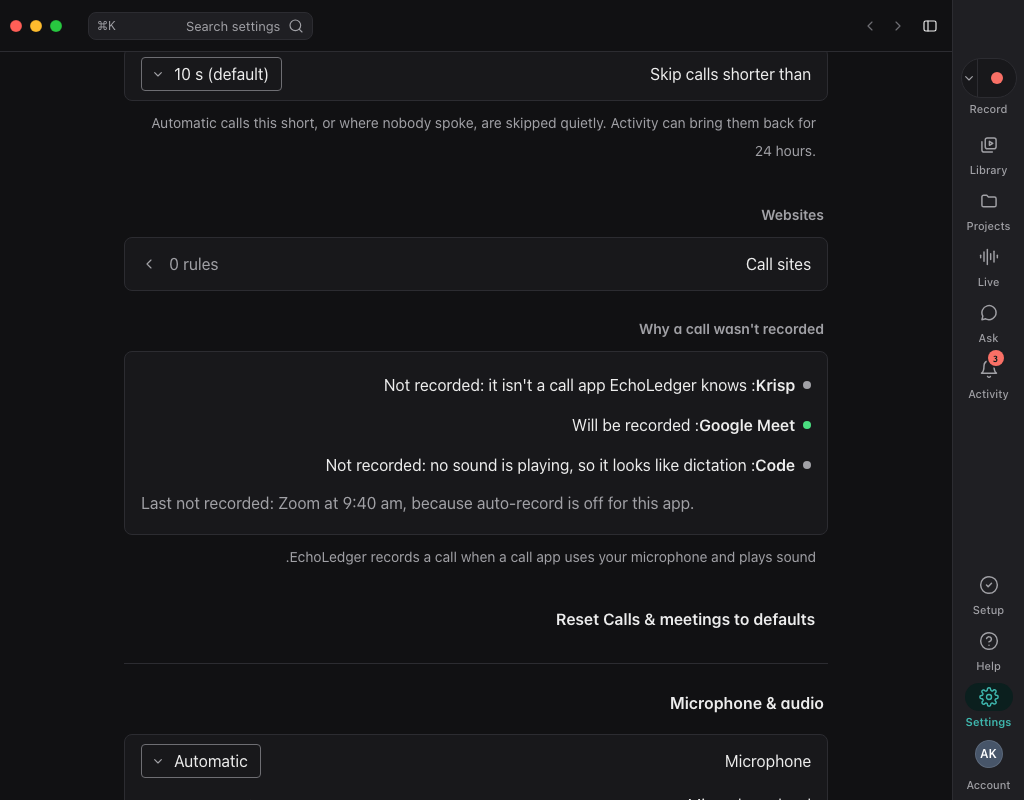 ⌘K
Search settings
10 s (default)
Skip calls shorter than
Automatic calls this short, or where nobody spoke, are skipped quietly. Activity can bring them back for
24 hours.
Websites
0 rules
Call sites
Why a call wasn't recorded
Not recorded: it isn't a call app EchoLedger knows :Krisp
Will be recorded :Google Meet
Not recorded: no sound is playing, so it looks like dictation :Code
Last not recorded: Zoom at 9:40 am, because auto-record is off for this app.
.EchoLedger records a call when a call app uses your microphone and plays sound
Reset Calls & meetings to defaults
Microphone & audio
Automatic
Microphone
Record
Library
Projects
Live
Ask
3
Activity
Setup
Help
Settings
AK
Account